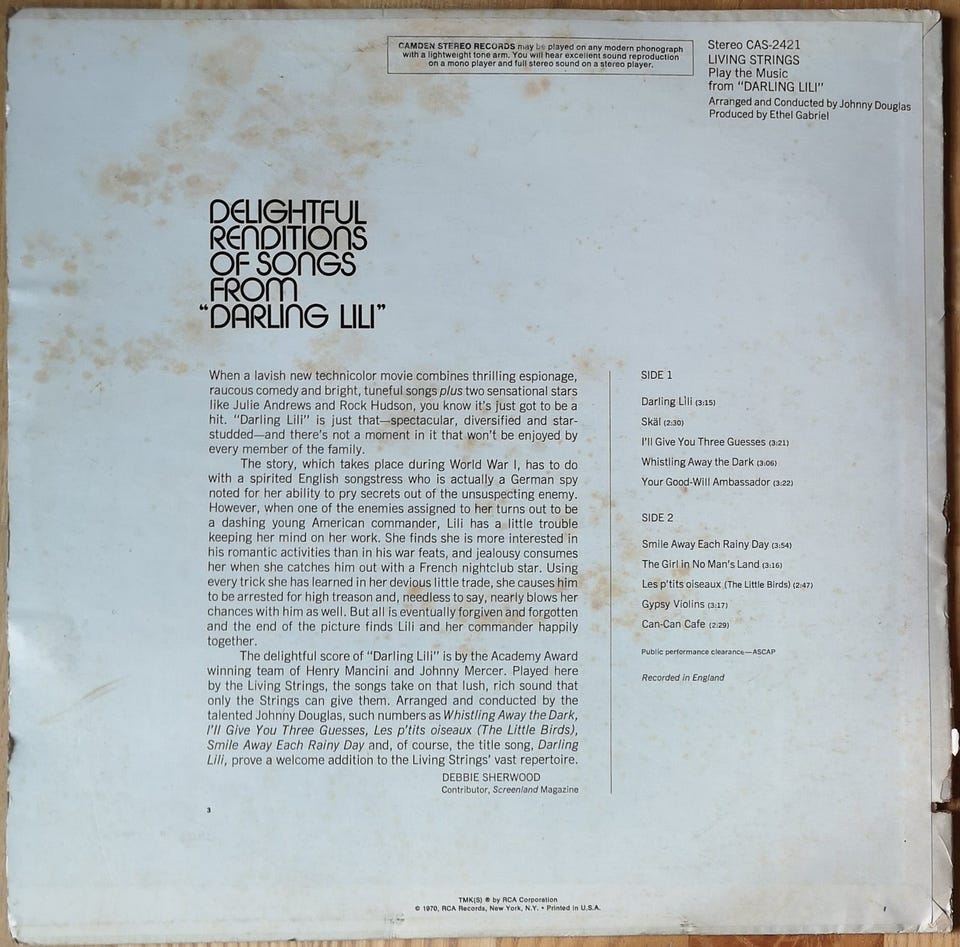 CAMDEN STEREO RECORDS may be played on any modern phonograph
with a lightweight tone arm. You will hear excellent sound reproduction
on a mono player and full stereo sound on a stereo player.
Stereo CAS-2421
LIVING STRINGS
Play the Music
from "DARLING LILI"
Arranged and Conducted by Johnny Douglas
Produced by Ethel Gabriel
DELIGHTFUL
RENDITIONS
OF SONGS
FROM
“DARLING LILI”
When a lavish new technicolor movie combines thrilling espionage,
raucous comedy and bright, tuneful songs plus two sensational stars
like Julie Andrews and Rock Hudson, you know it's just got to be a
hit. "Darling Lili" is just that—spectacular, diversified and star-
studded—and there's not a moment in it that won't be enjoyed by
every member of the family.
The story, which takes place during World War I, has to do
with a spirited English songstress who is actually a German spy
noted for her ability to pry secrets out of the unsuspecting enemy.
However, when one of the enemies assigned to her turns out to be
a dashing young American commander, Lili has a little trouble
keeping her mind on her work. She finds she is more interested in
his romantic activities than in his war feats, and jealousy consumes
her when she catches him out with a French nightclub star. Using
every trick she has learned in her devious little trade, she causes him
to be arrested for high treason and, needless to say, nearly blows her
chances with him as well. But all is eventually forgiven and forgotten
and the end of the picture finds Lili and her commander happily
together.
The delightful score of "Darling Lili" is by the Academy Award
winning team of Henry Mancini and Johnny Mercer. Played here
by the Living Strings, the songs take on that lush, rich sound that
only the Strings can give them. Arranged and conducted by the
talented Johnny Douglas, such numbers as Whistling Away the Dark,
I'll Give You Three Guesses, Les p'tits oiseaux (The Little Birds),
Smile Away Each Rainy Day and, of course, the title song, Darling
Lili, prove a welcome addition to the Living Strings' vast repertoire.
DEBBIE SHERWOOD
Contributor, Screenland Magazine
3
SIDE 1
Darling Lili (3:15)
Skäl (2:30)
I'll Give You Three Guesses (3:21)
Whistling Away the Dark (3:06)
Your Good-Will Ambassador (3:22)
SIDE 2
Smile Away Each Rainy Day (3:54)
The Girl in No Man's Land (3:16)
Les p'tits oiseaux (The Little Birds) (2:47)
Gypsy Violins (3:17)
Can-Can Cafe (2:29)
Public performance clearance—ASCAP
Recorded in England
TMK(S) ® by RCA Corporation
© 1970, RCA Records, New York, N.Y. • Printed in U.S.A.